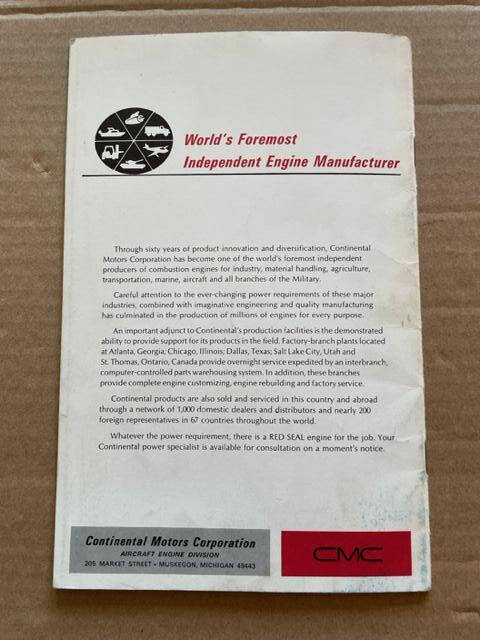 World's Foremost
Independent Engine Manufacturer
Through sixty years of product innovation and diversification, Continental
Motors Corporation has become one of the world's foremost independent
producers of combustion engines for industry, material handling, agriculture,
transportation, marine, aircraft and all branches of the Military.
Careful attention to the ever-changing power requirements of these major
industries, combined with imaginative engineering and quality manufacturing
has culminated in the production of millions of engines for every purpose.
An important adjunct to Continental's production facilities is the demonstrated
ability to provide support for its products in the field. Factory-branch plants located
at Atlanta, Georgia; Chicago, Illinois; Dallas, Texas; Salt Lake City, Utah and
St. Thomas, Ontario, Canada provide overnight service expedited by an interbranch,
computer-controlled parts warehousing system. In addition, these branches
provide complete engine customizing, engine rebuilding and factory service.
Continental products are also sold and serviced in this country and abroad
through a network of 1,000 domestic dealers and distributors and nearly 200
foreign representatives in 67 countries throughout the world.
Whatever the power requirement, there is a RED SEAL engine for the job. Your
Continental power specialist is available for consultation on a moment's notice.
Continental Motors Corporation
AIRCRAFT ENGINE DIVISION
205 MARKET STREET • MUSKEGON, MICHIGAN 49443
CMC